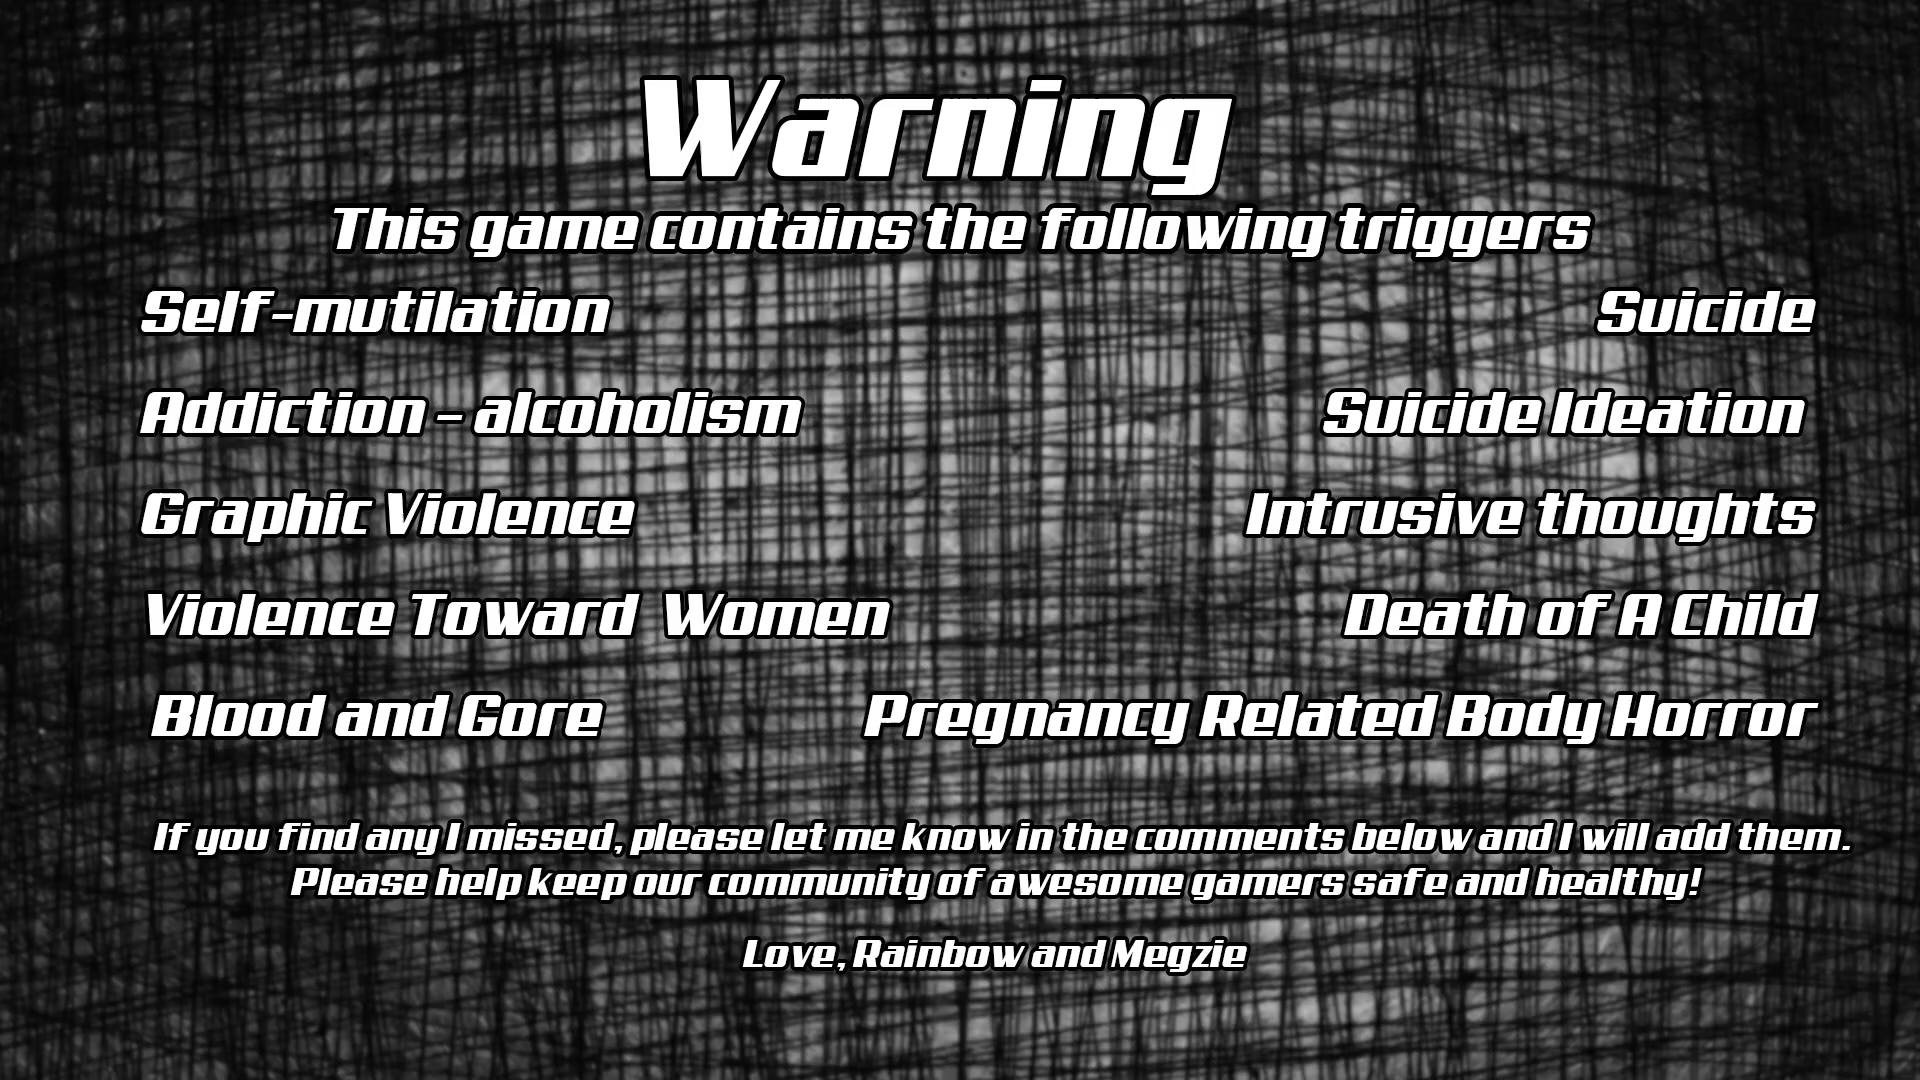 Warning
This game contains the following triggers
Self-mutilation
Suicide
Addiction - alcoholism
Suicide Ideation
Graphic Violence
Intrusive thoughts
Violence Toward Women
Death of A Child
Blood and Gore
Pregnancy Related Body Horror
If you find any I missed, please let me know in the comments below and I will add them.
Please help keep our community of awesome gamers safe and healthy!
Love, Rainbow and Megzie